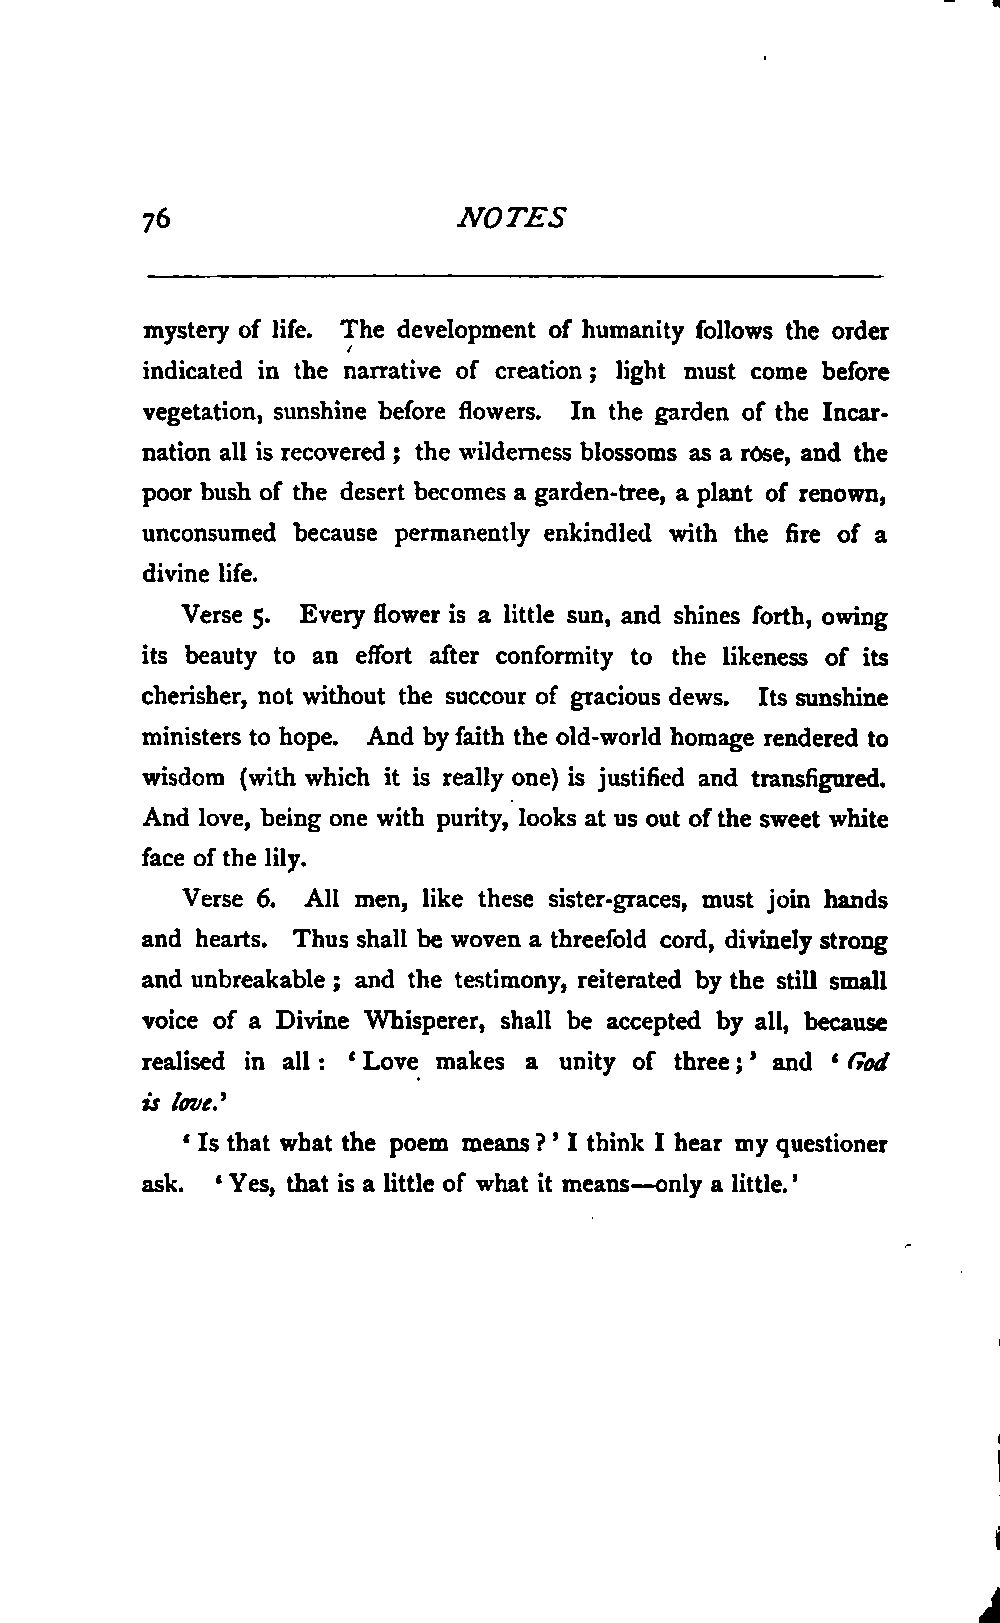 76 NOTES
mystery of life. The development of humanity follows the order
indicated in the narrative of creation ; light must come before
vegetation, sunshine before flowers. In the garden of the Incar-
nation all is recovered ; the wilderness blossoms as a rose, and the
poor bush of the desert becomes a garden-tree, a plant of renown,
unconsumed because permanently enkindled with the fire of a
divine life.
Verse 5. Every flower is a little sun, and shines forth, owing
its beauty to an effort after conformity to the likeness of its
cherisher, not without the succour of gracious dews. Its sunshine
ministers to hope. And by faith the old-world homage rendered to
wisdom (with which it is really one) is justified and transfigured.
And love, being one with purity, looks at us out of the sweet white
face of the lily.
Verse 6. All men, like these sister-graces, must join hands
and hearts. Thus shall be woven a threefold cord, divinely strong
and unbreakable ; and the testimony, reiterated by the still small
voice of a Divine Whisperer, shall be accepted by all, because
realised in all : ‘ Love makes a unity of three ; ’ and ‘ God
is love.’
‘ Is that what the poem means ? ’ I think I hear my questioner
ask. ‘ Yes, that is a little of what it means—only a little. ’